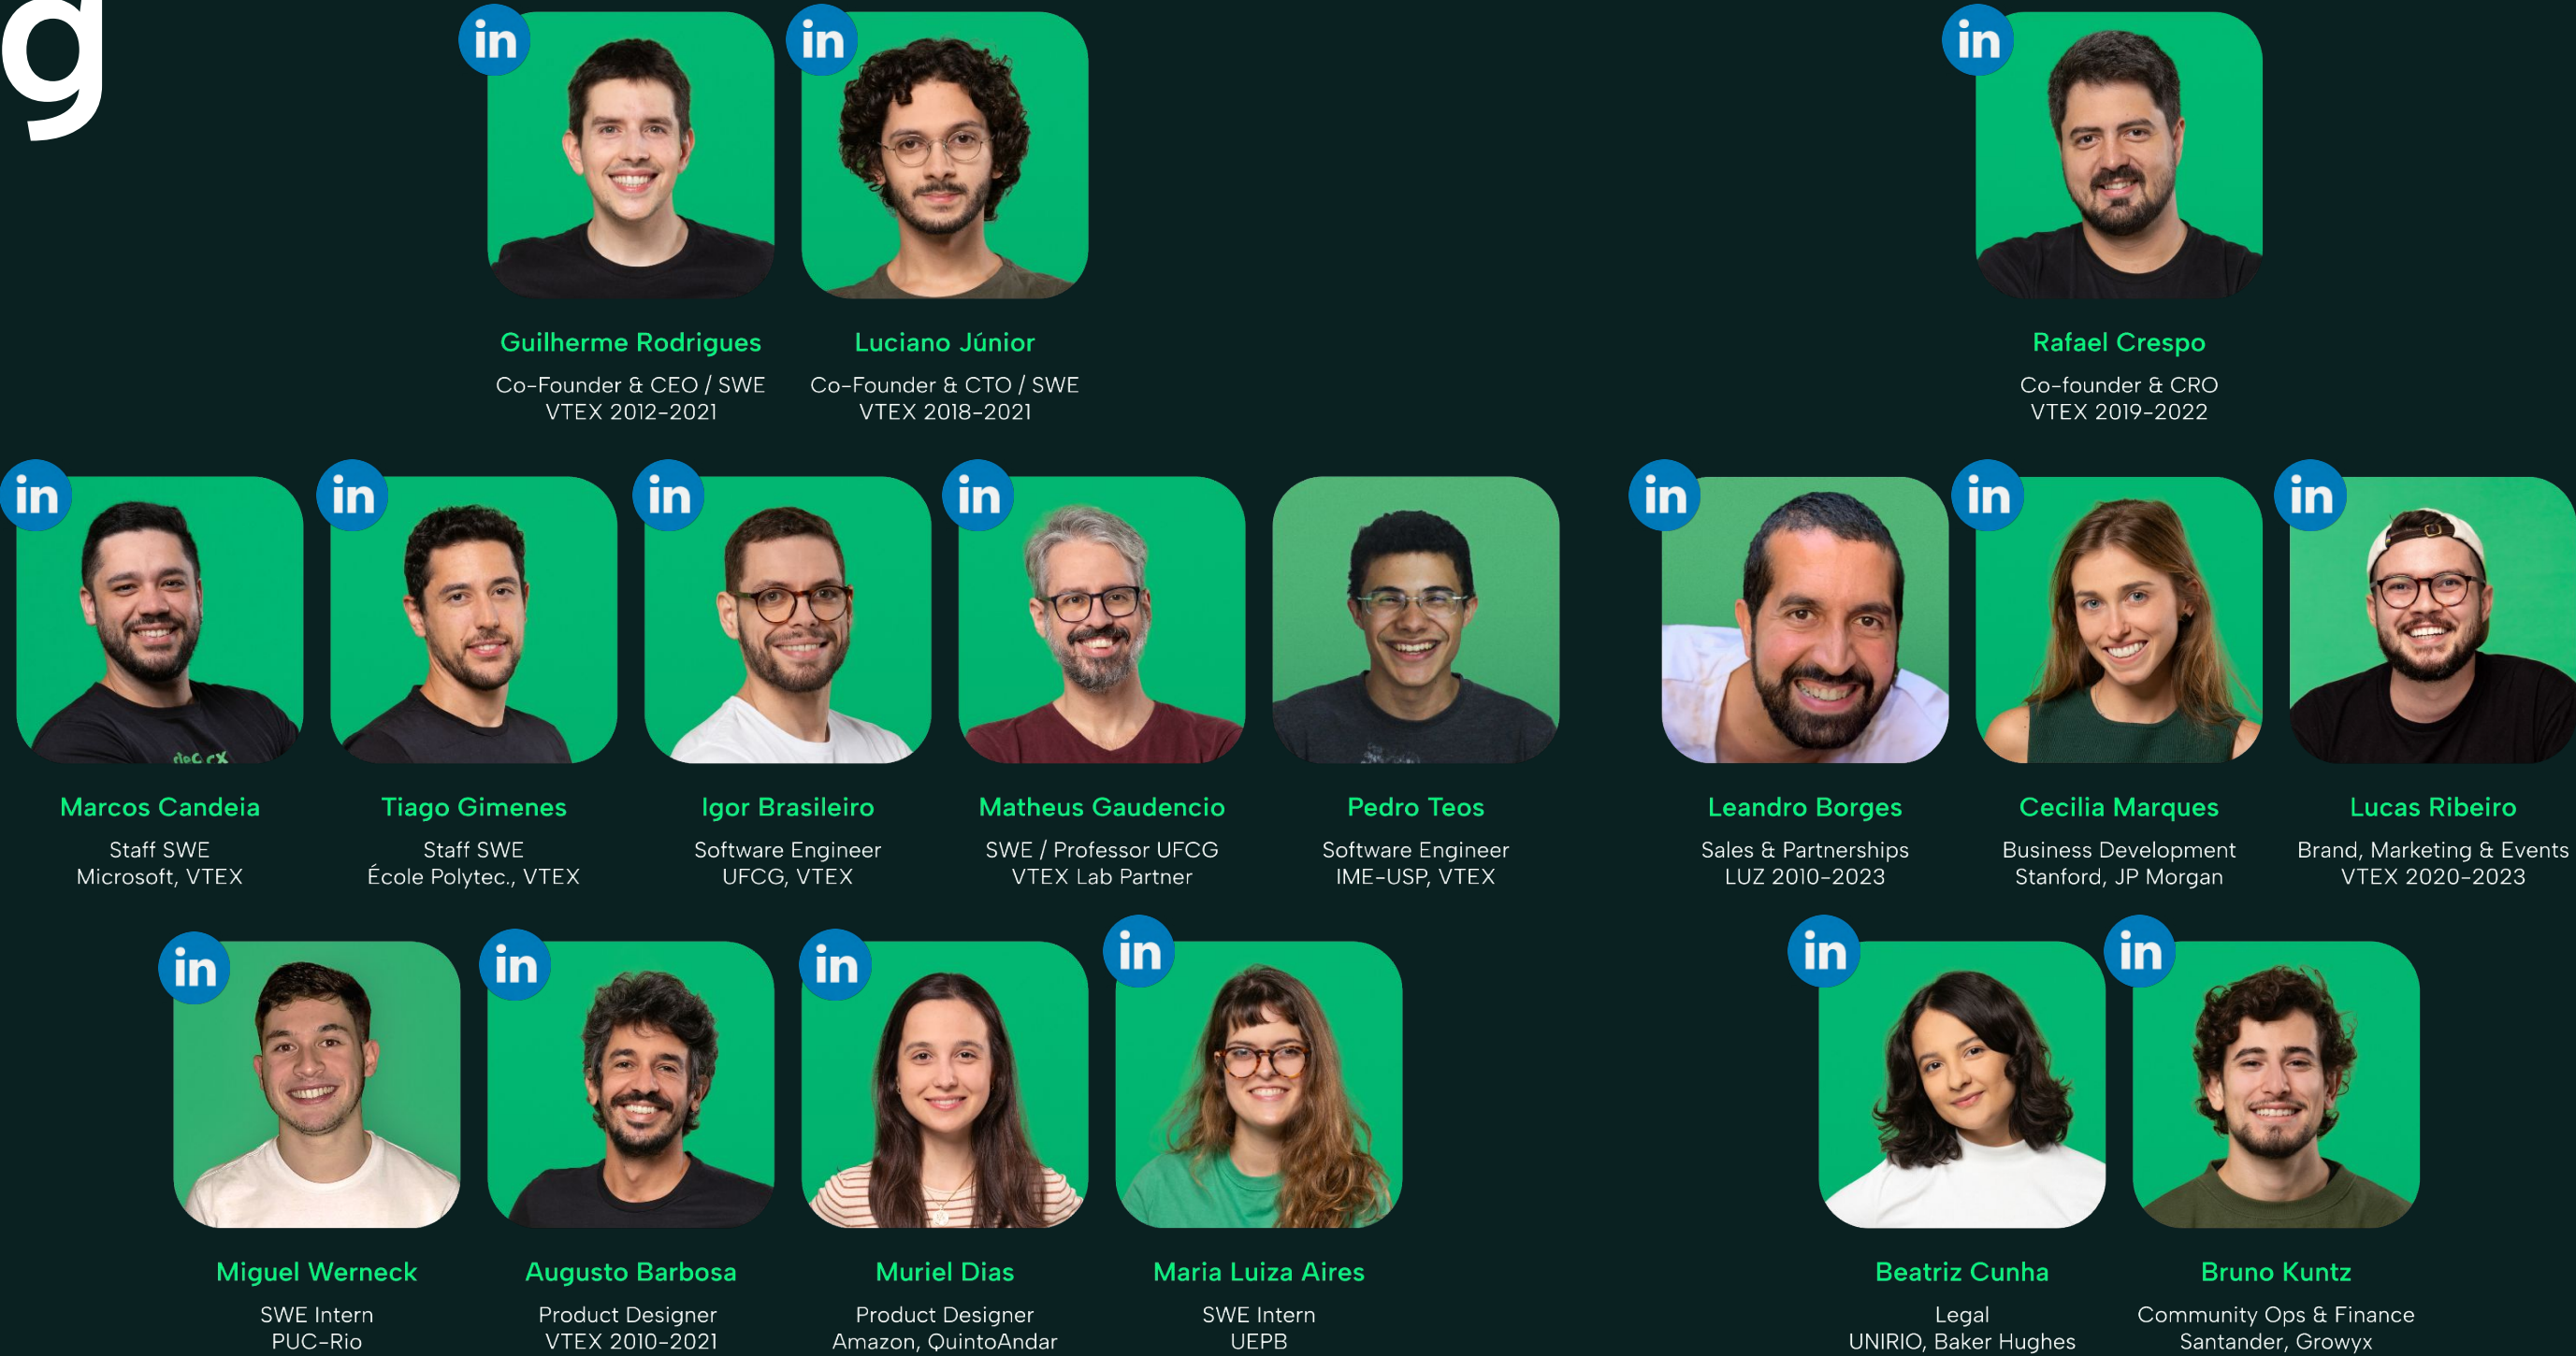 g
in
in
in
Guilherme Rodrigues
Co-Founder & CEO / SWE
VTEX 2012-2021
Luciano Júnior
Co-Founder & CTO / SWE
VTEX 2018-2021
Rafael Crespo
Co-founder & CRO
VTEX 2019-2022
in
in
in
in
in
in
in
Marcos Candeia
Staff SWE
Microsoft, VTEX
Tiago Gimenes
Staff SWE
École Polytec., VTEX
Igor Brasileiro
Software Engineer
UFCG, VTEX
Matheus Gaudencio
SWE / Professor UFCG
VTEX Lab Partner
Pedro Teos
Software Engineer
IME-USP, VTEX
Leandro Borges
Sales & Partnerships
LUZ 2010-2023
Cecilia Marques
Business Development
Stanford, JP Morgan
Lucas Ribeiro
Brand, Marketing & Events
VTEX 2020-2023
in
in
in
in
in
in
Miguel Werneck
SWE Intern
PUC-Rio
Augusto Barbosa
Product Designer
VTEX 2010-2021
Muriel Dias
Product Designer
Amazon, QuintoAndar
Maria Luiza Aires
SWE Intern
UEPB
Beatriz Cunha
Legal
UNIRIO, Baker Hughes
Bruno Kuntz
Community Ops & Finance
Santander, Growyx